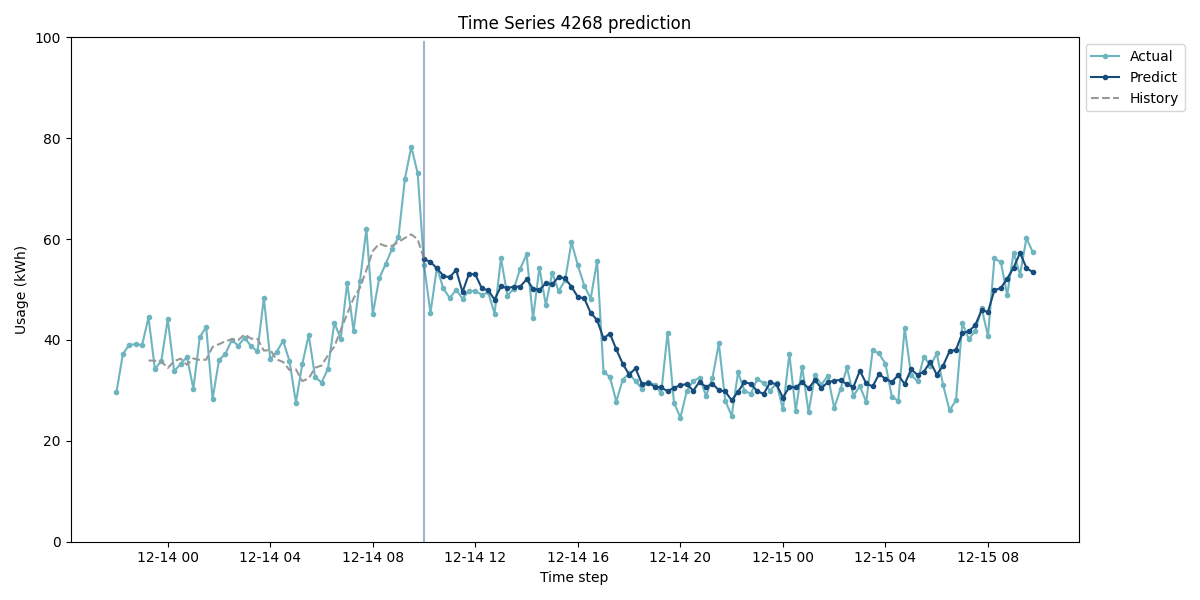 Time Series 4268 prediction
Usage (kWh)
100
80
60
40
20
0
12-14 00
12-14 04
12-14 08
12-14 12
12-14 16
12-14 20
12-15 00
12-15 04
12-15 08
Time step
Actual
Predict
History